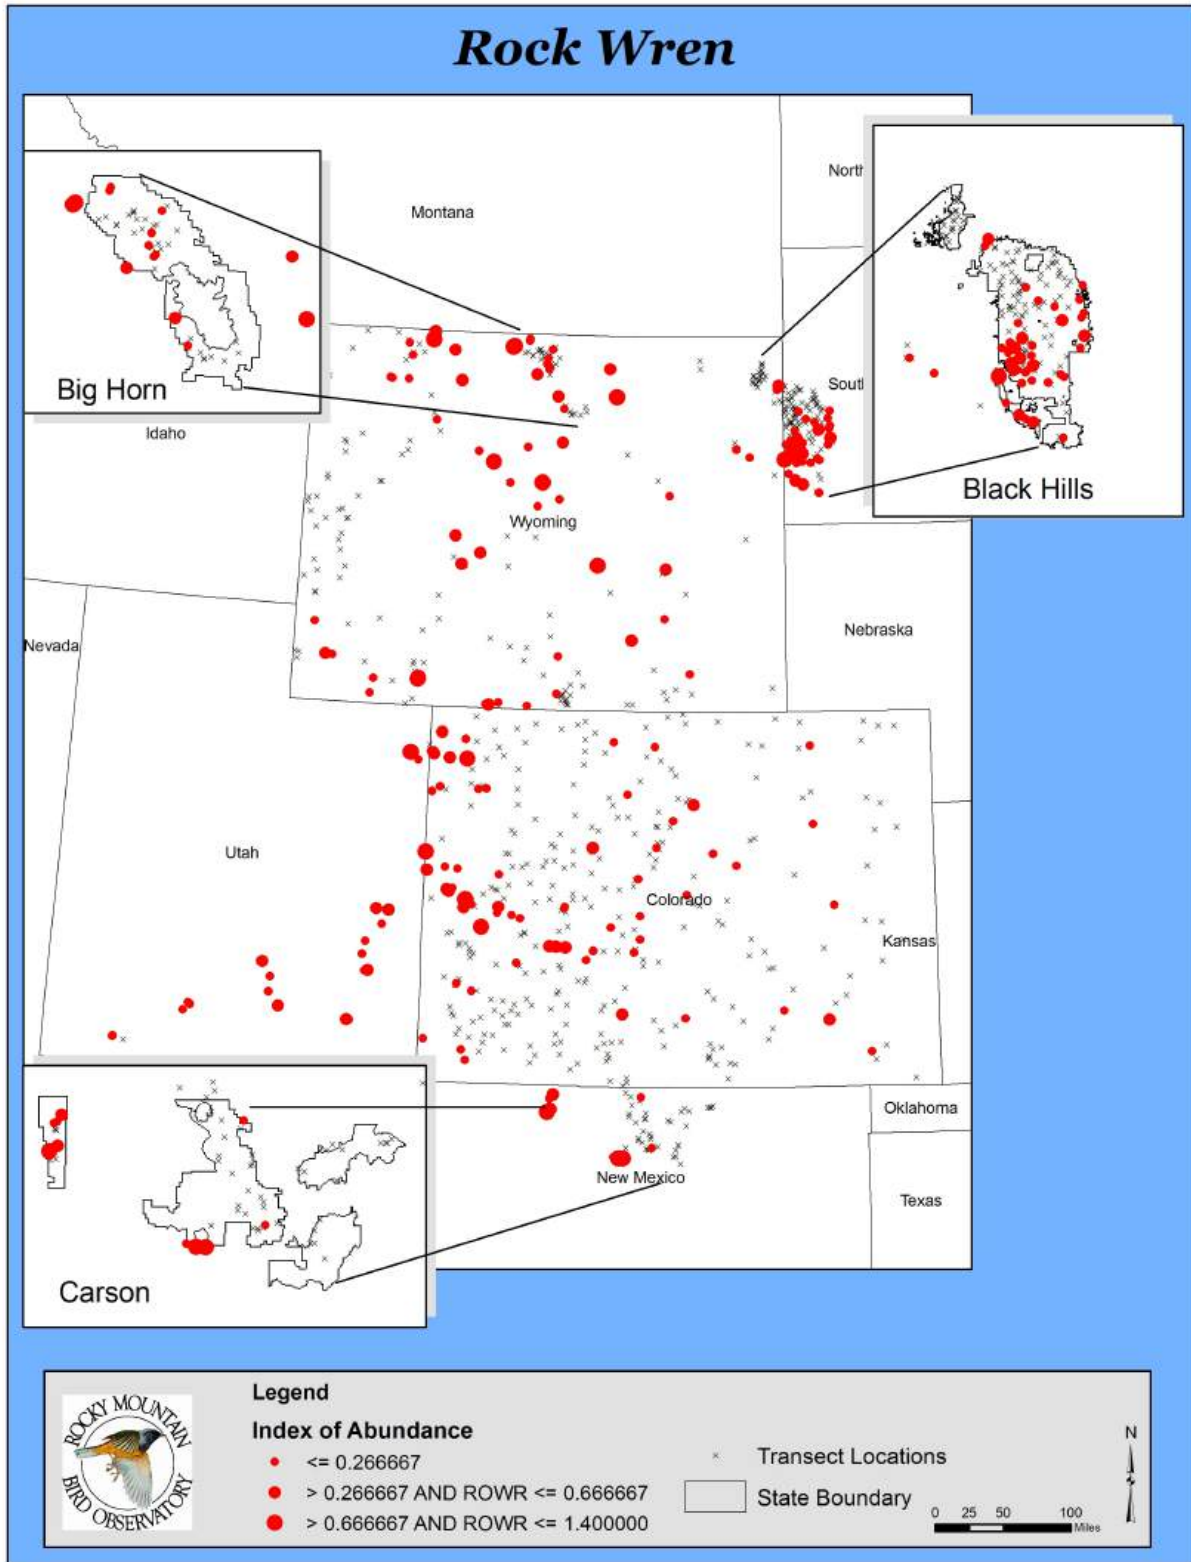 Rock Wren
North
Montana
Big Horn
Idaho
South
Black Hills
Wyoming
Nevada
Nebraska
Utah
Colorado
Kansas
Oklahoma
New Mexico
Texas
Carson
ROCKY MOUNTAIN
BIRD OBSERVATORY
Legend
Index of Abundance
<= 0.266667
> 0.266667 AND ROWR <= 0.666667
> 0.666667 AND ROWR <= 1.400000
Transect Locations
State Boundary
N
0 25 50 100
Miles